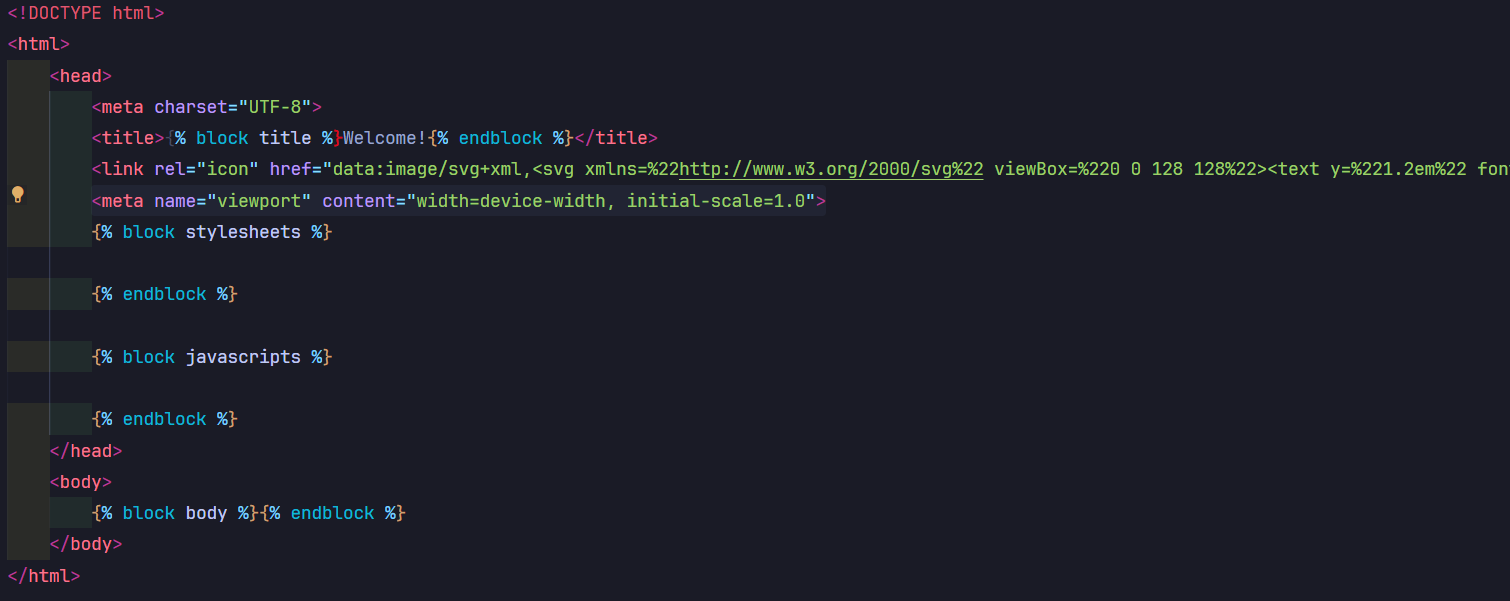 <!DOCTYPE html>
<html>
<head>
<meta charset="UTF-8">
<title>{% block title %}Welcome!{% endblock %}</title>
<link rel="icon" href="data:image/svg+xml,<svg xmlns=%22http://www.w3.org/2000/svg%22 viewBox=%220 0 128 128%22><text y=%221.2em%22 fon
<meta name="viewport" content="width=device-width, initial-scale=1.0">
{% block stylesheets %}
{% endblock %}
{% block javascripts %}
{% endblock %}
</head>
<body>
{% block body %}{% endblock %}
</body>
</html>